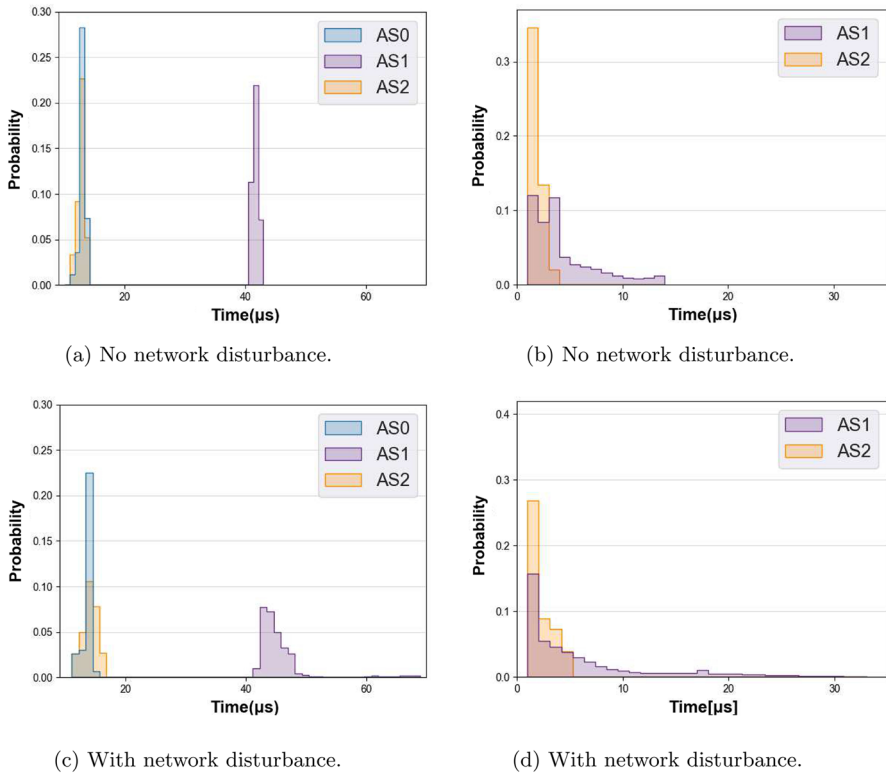 0.30
0.25
0.20
0.15
0.10
0.05
0.00
Probability
AS0
AS1
AS2
20
40
60
Time(μs)
(a) No network disturbance.
0.3
0.2
0.1
0.0
Probability
AS1
AS2
0
10
20
30
Time(μs)
(b) No network disturbance.
0.30
0.25
0.20
0.15
0.10
0.05
0.00
Probability
AS0
AS1
AS2
20
40
60
Time(μs)
(c) With network disturbance.
0.4
0.3
0.2
0.1
0.0
Probability
AS1
AS2
0
10
20
30
Time[μs]
(d) With network disturbance.